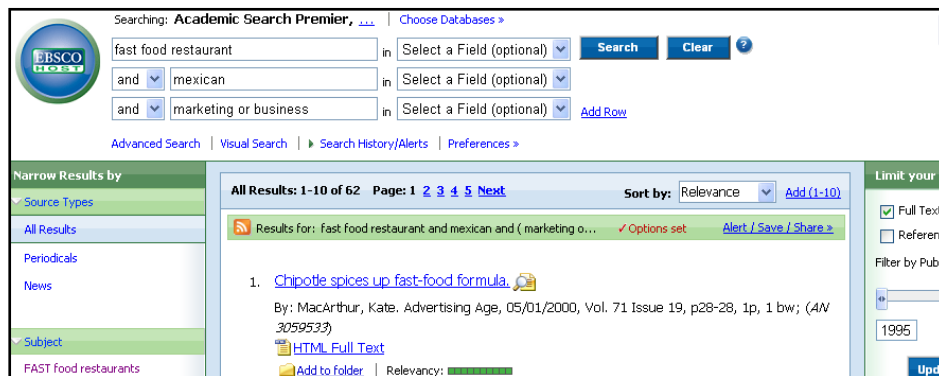 Searching: Academic Search Premier, ... | Choose Databases »
EBSCO HOST
fast food restaurant in Select a Field (optional) Search Clear ?
and mexican in Select a Field (optional)
and marketing or business in Select a Field (optional) Add Row
Advanced Search | Visual Search | Search History/Alerts | Preferences »
Narrow Results by
Source Types
All Results
Periodicals
News
Subject
FAST food restaurants
All Results: 1-10 of 62 Page: 1 2 3 4 5 Next Sort by: Relevance Add (1-10)
Results for: fast food restaurant and mexican and ( marketing o... ✓ Options set Alert / Save / Share »
1. Chipotle spices up fast-food formula.
By: MacArthur, Kate. Advertising Age, 05/01/2000, Vol. 71 Issue 19, p28-28, 1p, 1 bw; (AN
3059533)
HTML Full Text
Add to folder | Relevancy:
Limit your
Full Text
Referen
Filter by Pub
1995
Upd